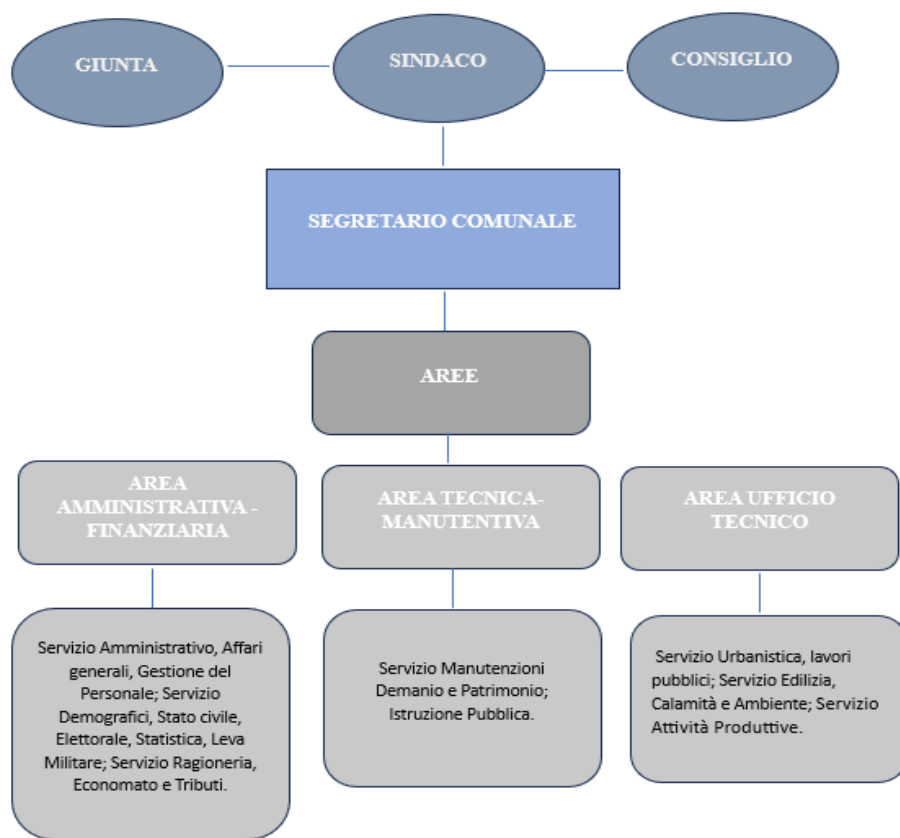 GIUNTA
SINDACO
CONSIGLIO
SEGRETARIO COMUNALE
AREE
AREA
AMMINISTRATIVA -
FINANZIARIA
AREA TECNICA-
MANUTENTIVA
AREA UFFICIO
TECNICO
Servizio Amministrativo, Affari
generali, Gestione del
Personale; Servizio
Demografici, Stato civile,
Elettorale, Statistica, Leva
Militare; Servizio Ragioneria,
Economato e Tributi.
Servizio Manutenzioni
Demanio e Patrimonio;
Istruzione Pubblica.
Servizio Urbanistica, lavori
pubblici; Servizio Edilizia,
Calamità e Ambiente; Servizio
Attività Produttive.